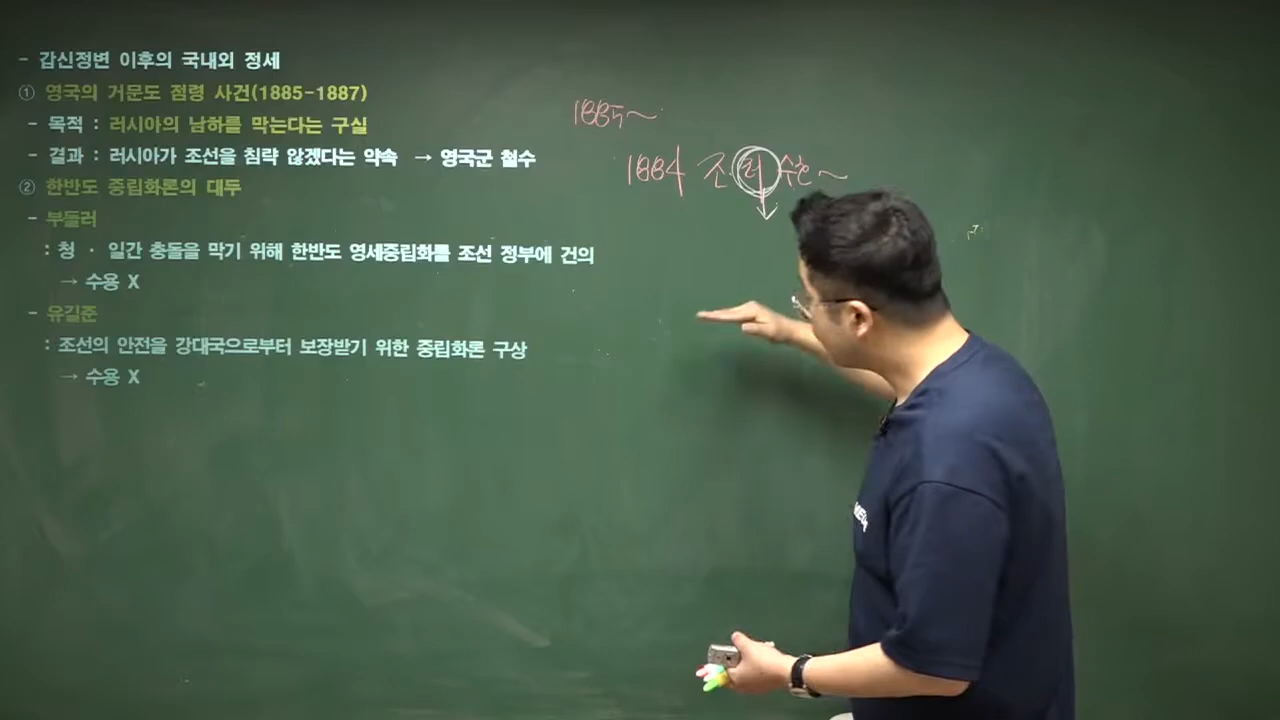 - 갑신정변 이후의 국내외 정세
① 영국의 거문도 점령 사건(1885-1887)
- 목적 : 러시아의 남하를 막는다는 구실
- 결과 : 러시아가 조선을 침략 않겠다는 약속 → 영국군 철수
② 한반도 중립화론의 대두
- 부들러
: 청 · 일간 충돌을 막기 위해 한반도 영세중립화를 조선 정부에 건의
→ 수용 X
- 유길준
: 조선의 안전을 강대국으로부터 보장받기 위한 중립화론 구상
→ 수용 X
1885~
1884 조러수호~